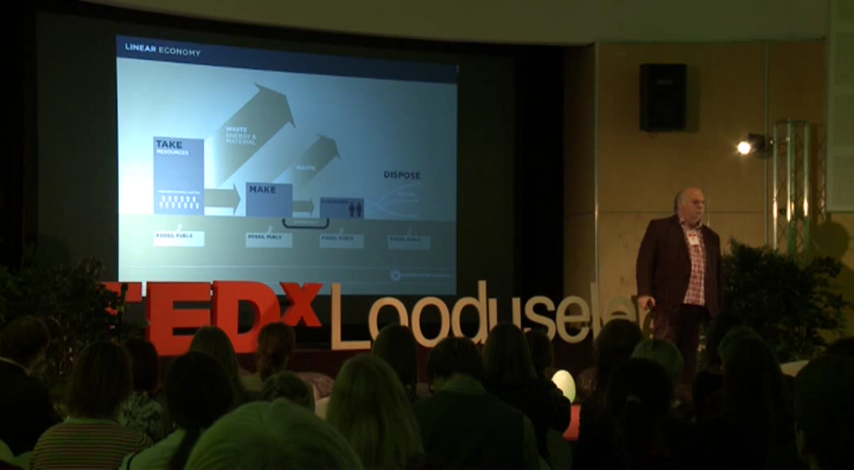 LINEAR ECONOMY
TAKE
RESOURCES
WASTE
ENERGY &
MATERIAL
WASTE
MAKE
DISPOSE
FOSSIL FUELS
FOSSIL FUELS
FOSSIL FUELS
FOSSIL FUELS
TEDx Looduse